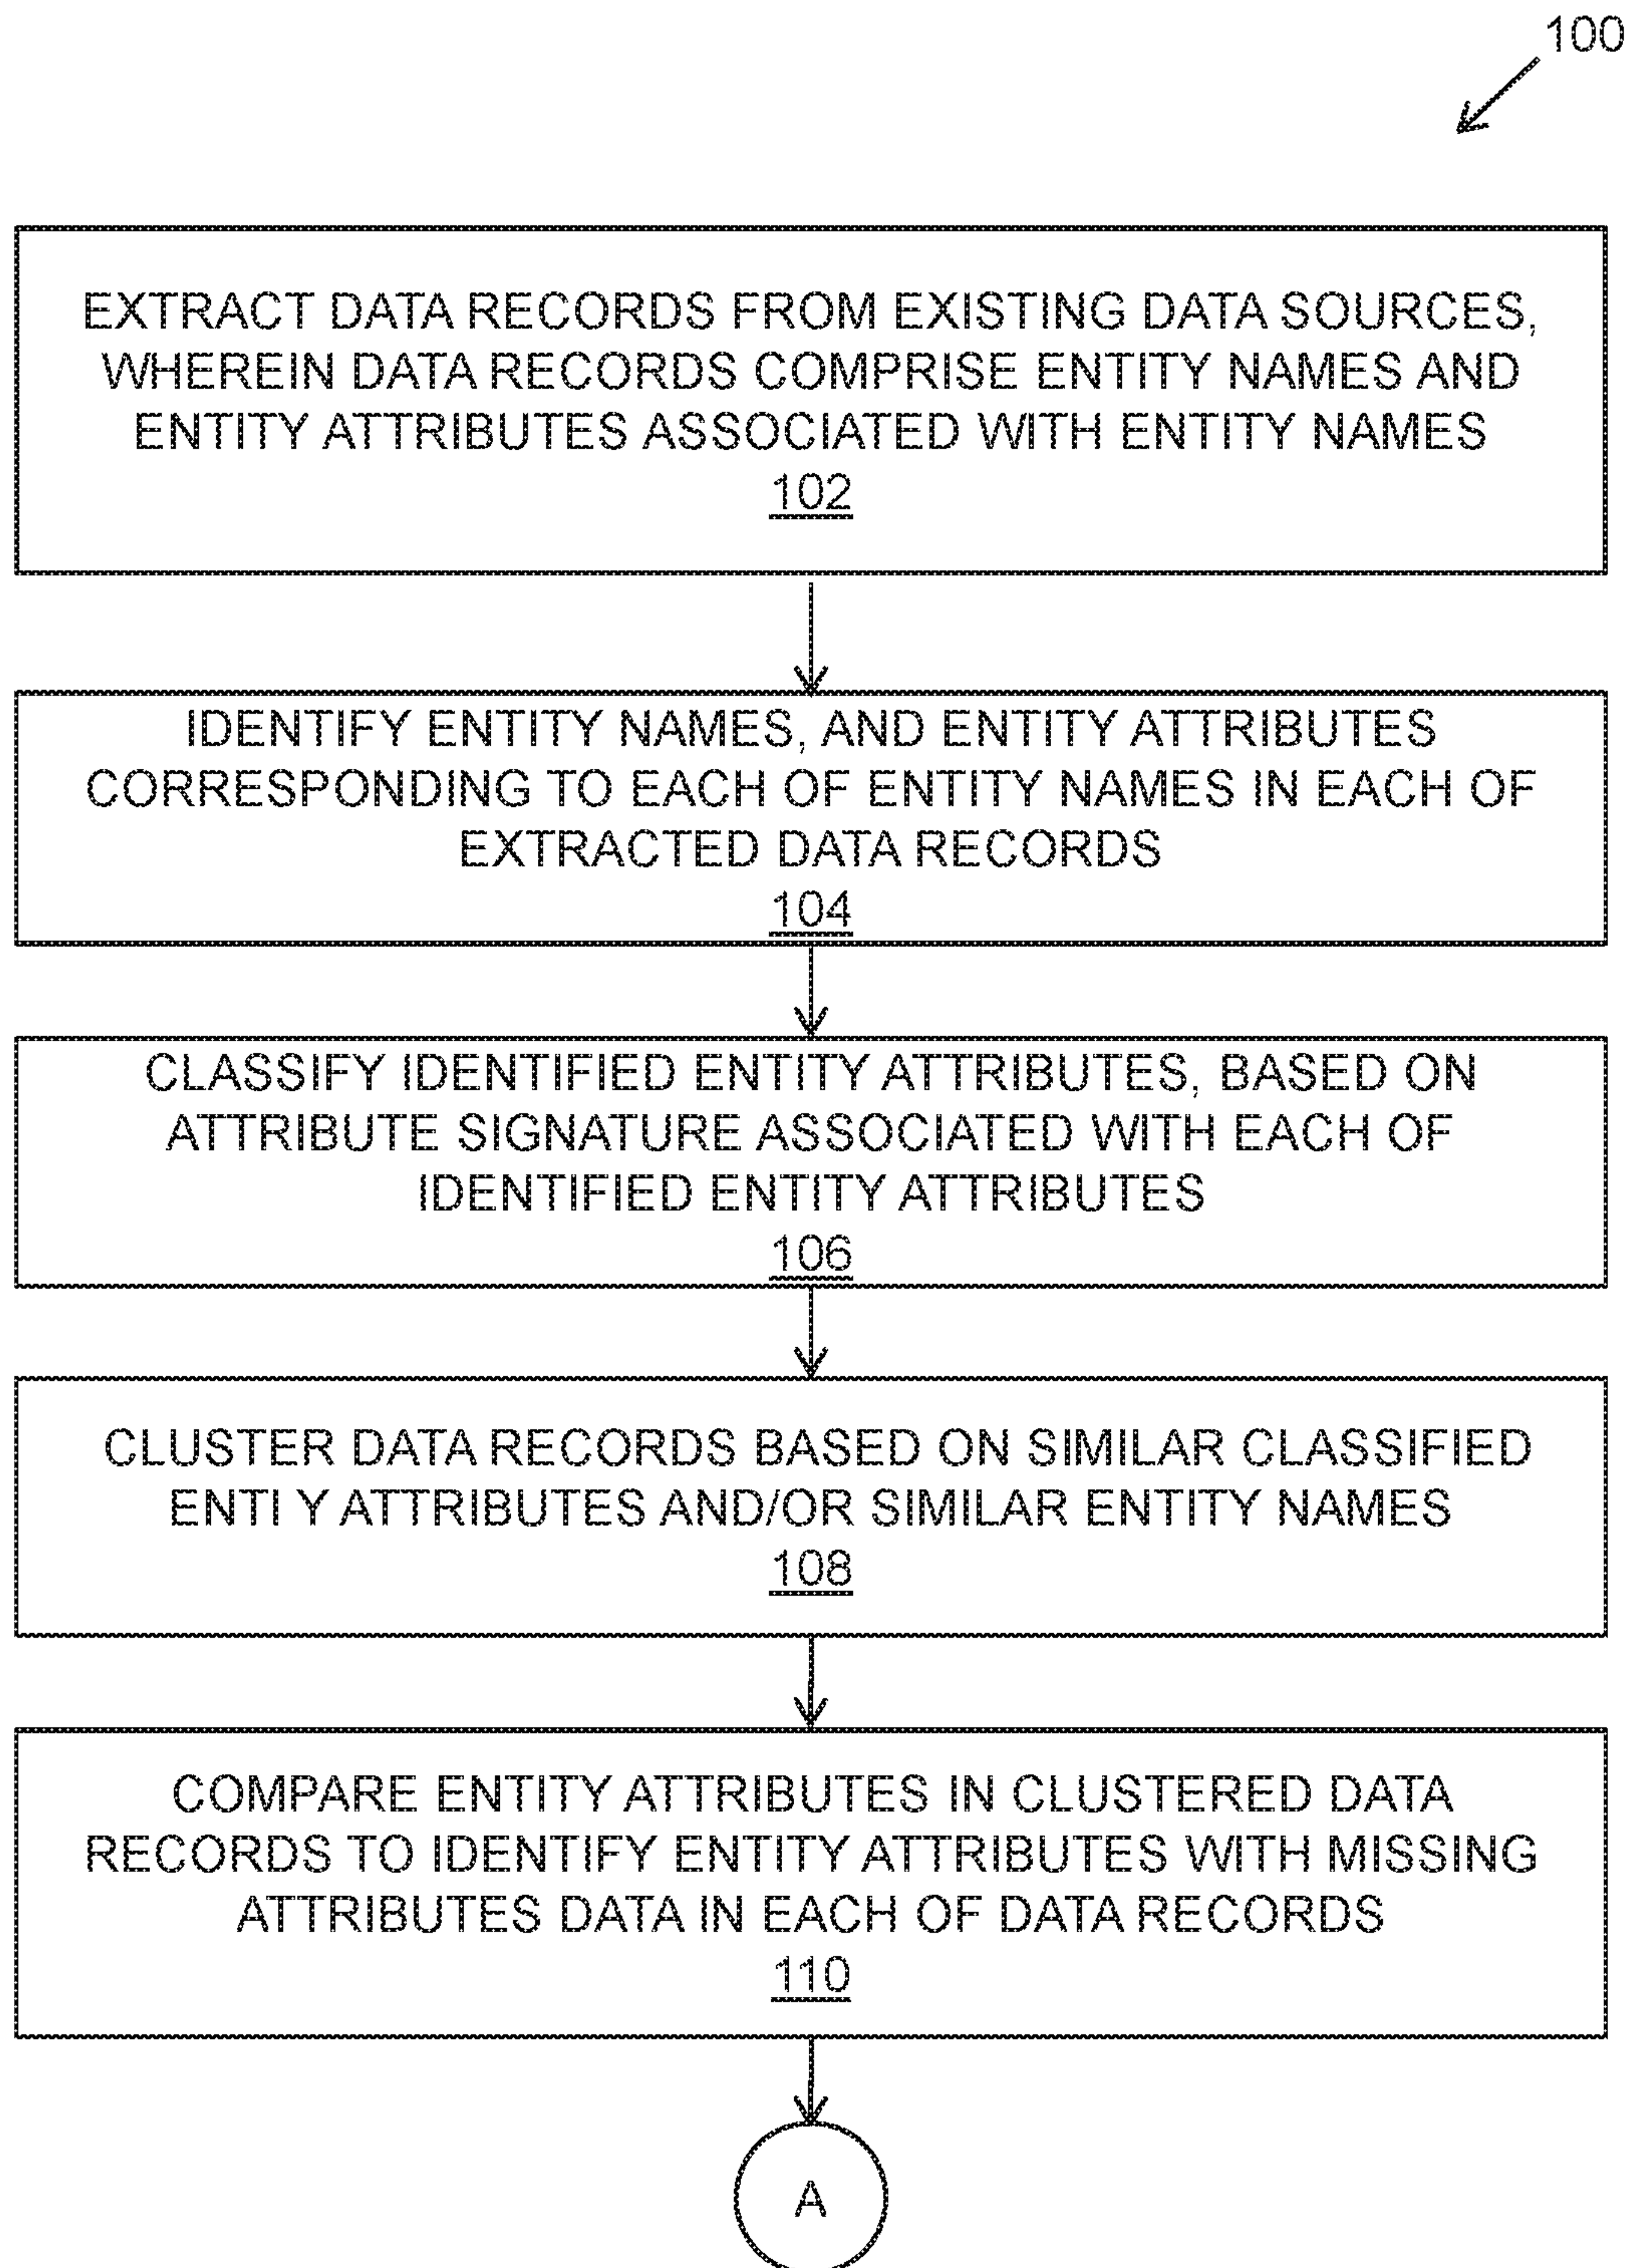 100
EXTRACT DATA RECORDS FROM EXISTING DATA SOURCES,
WHEREIN DATA RECORDS COMPRISE ENTITY NAMES AND
ENTITY ATTRIBUTES ASSOCIATED WITH ENTITY NAMES
102
IDENTIFY ENTITY NAMES, AND ENTITY ATTRIBUTES
CORRESPONDING TO EACH OF ENTITY NAMES IN EACH OF
EXTRACTED DATA RECORDS
104
CLASSIFY IDENTIFIED ENTITY ATTRIBUTES, BASED ON
ATTRIBUTE SIGNATURE ASSOCIATED WITH EACH OF
IDENTIFIED ENTITY ATTRIBUTES
106
CLUSTER DATA RECORDS BASED ON SIMILAR CLASSIFIED
ENTI Y ATTRIBUTES AND/OR SIMILAR ENTITY NAMES
108
COMPARE ENTITY ATTRIBUTES IN CLUSTERED DATA
RECORDS TO IDENTIFY ENTITY ATTRIBUTES WITH MISSING
ATTRIBUTES DATA IN EACH OF DATA RECORDS
110
A